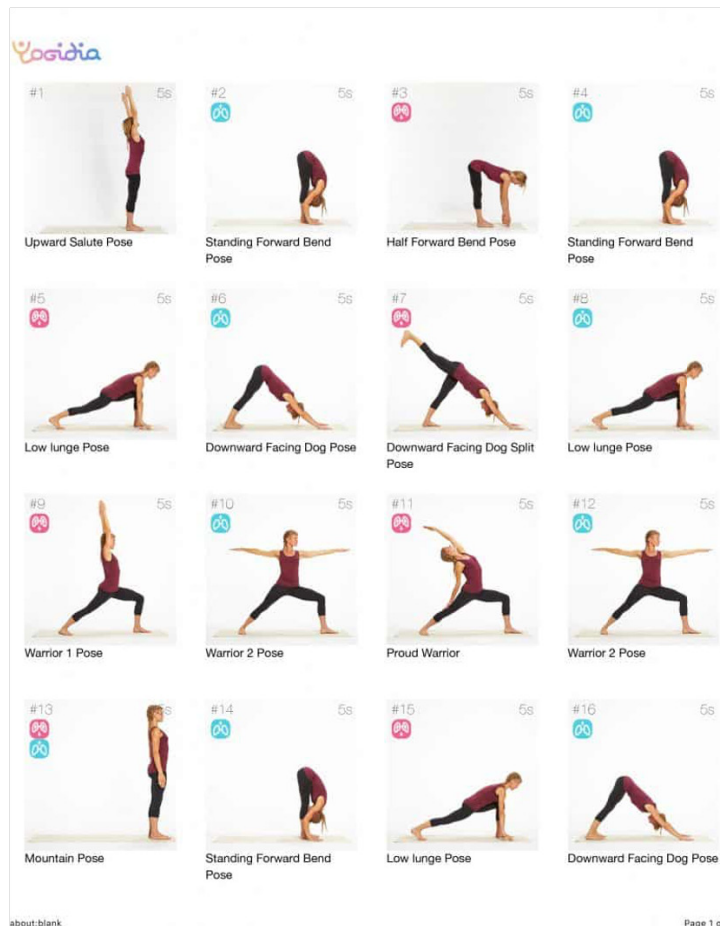 Yogidia
#1 5s
#2 5s
#3 5s
#4 5s
Upward Salute Pose
Standing Forward Bend
Pose
Half Forward Bend Pose
Standing Forward Bend
Pose
#5 5s
#6 5s
#7 5s
#8 5s
Low lunge Pose
Downward Facing Dog Pose
Downward Facing Dog Split
Pose
Low lunge Pose
#9 5s
#10 5s
#11 5s
#12 5s
Warrior 1 Pose
Warrior 2 Pose
Proud Warrior
Warrior 2 Pose
#13 5s
#14 5s
#15 5s
#16 5s
Mountain Pose
Standing Forward Bend
Pose
Low lunge Pose
Downward Facing Dog Pose
about:blank
Page 1 o